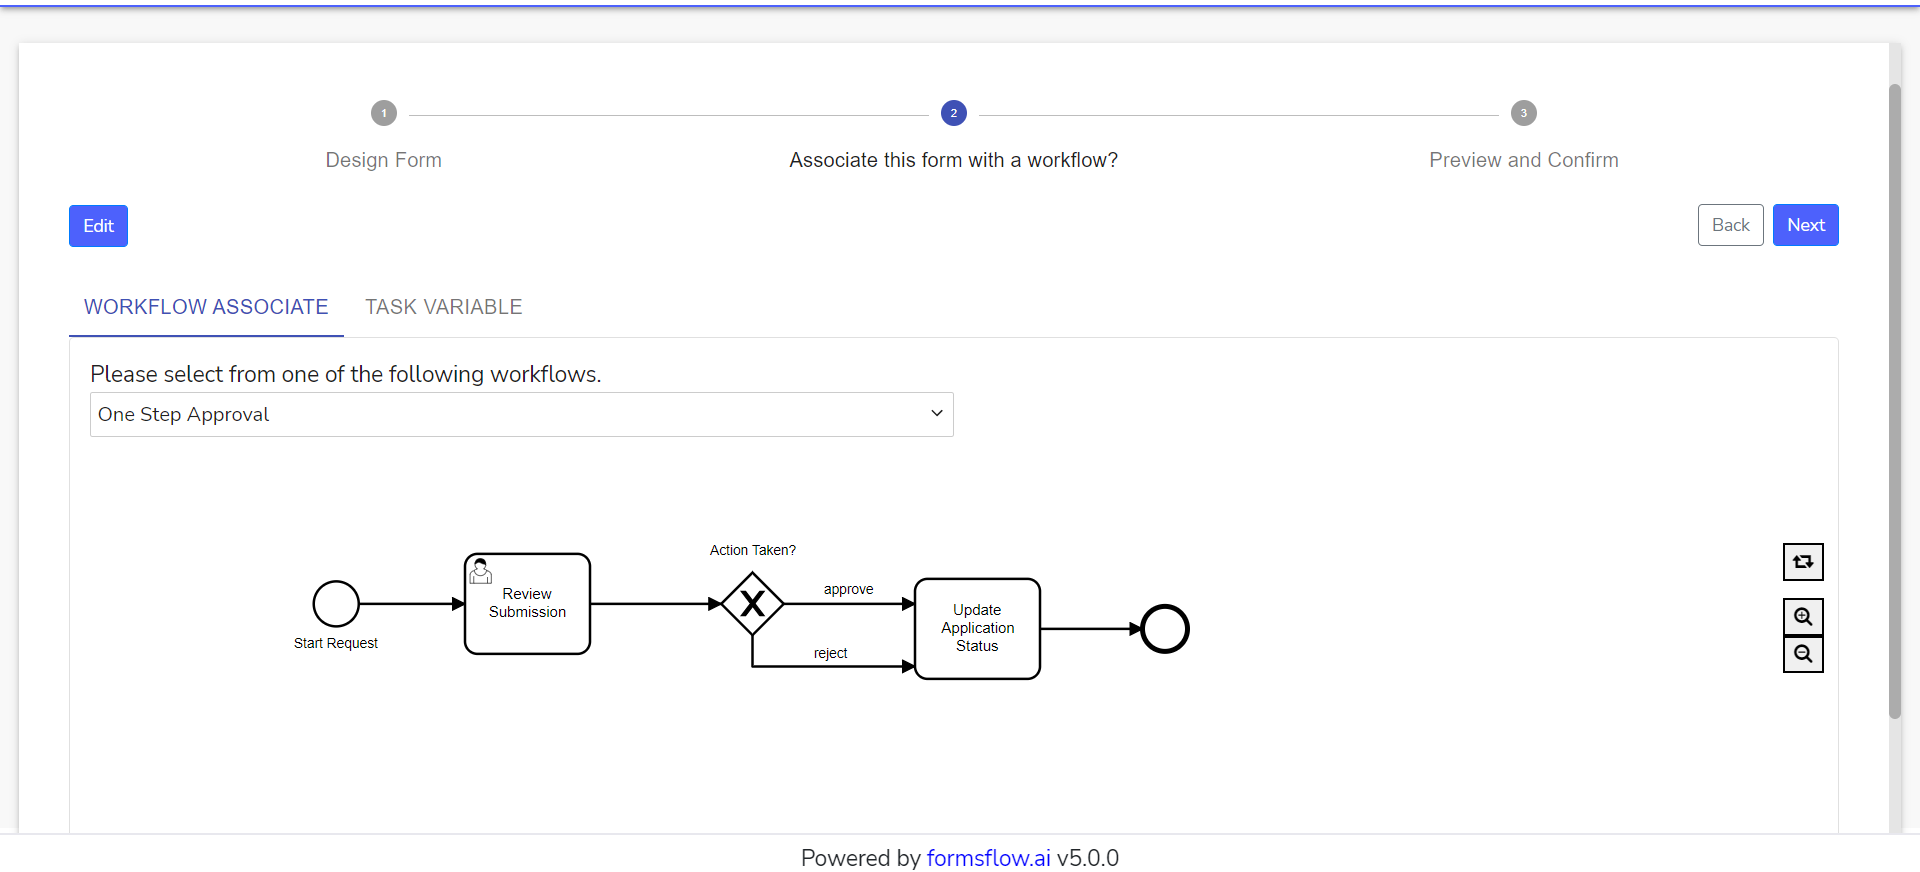 1
2
3
Design Form
Associate this form with a workflow?
Preview and Confirm
Edit
Back
Next
WORKFLOW ASSOCIATE
TASK VARIABLE
Please select from one of the following workflows.
One Step Approval
Start Request
Review
Submission
Action Taken?
X
approve
reject
Update
Application
Status
Powered by formsflow.ai v5.0.0